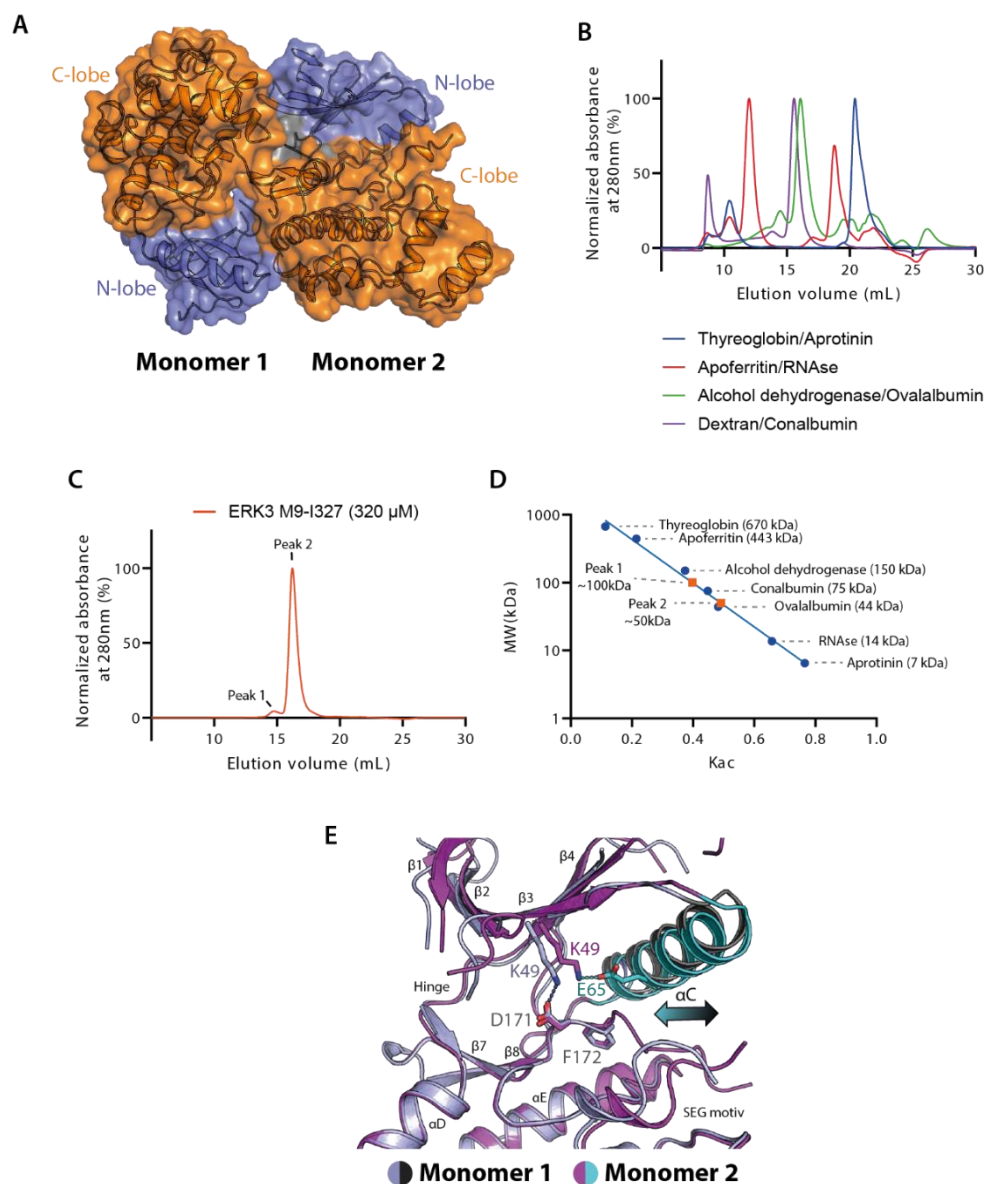 A
C-lobe
N-lobe
C-lobe
N-lobe
Monomer 1
Monomer 2
B
Normalized absorbance
at 280nm (%)
100
50
0
10
15
20
25
30
Elution volume (mL)
Thyreoglobin/Aprotinin
Apoferritin/RNAse
Alcohol dehydrogenase/Ovalalbumin
Dextran/Conalbumin
C
ERK3 M9-I327 (320 µM)
Normalized absorbance
at 280nm (%)
Peak 2
100
50
Peak 1
0
10
15
20
25
30
Elution volume (mL)
D
MW(kDa)
1000
100
10
1
Thyreoglobin (670 kDa)
Apoferritin (443 kDa)
Alcohol dehydrogenase (150 kDa)
Peak 1
~100kDa
Conalbumin (75 kDa)
Peak 2
~50kDa
Ovalalbumin (44 kDa)
RNAse (14 kDa)
Aprotinin (7 kDa)
0.0
0.2
0.4
0.6
0.8
1.0
Kac
E
β1
β2
β3
β4
K49
K49
E65
Hinge
αC
D171
F172
β7
β8
αE
αD
SEG motiv
Monomer 1
Monomer 2